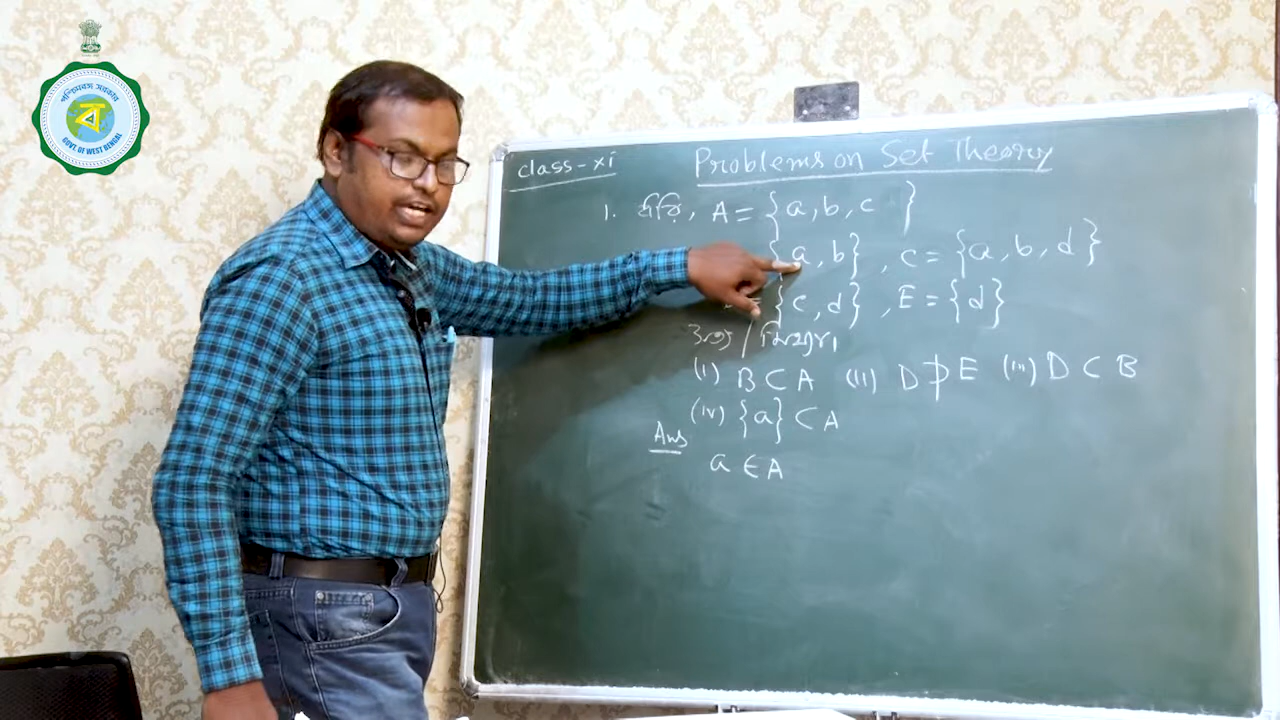 পশ্চিমবঙ্গ সরকার
ব
GOVT. OF WEST BENGAL
class-xi
Problems on Set Theory
1. ধরি, A = {a, b, c }
{a, b} , C = {a, b, d}
= {c, d} , E = {d}
সত্য / মিথ্যা।
(i) B ⊂ A (ii) D ⊅ E (iii) D ⊂ B
(iv) {a} ⊂ A
Ans
a ∈ A